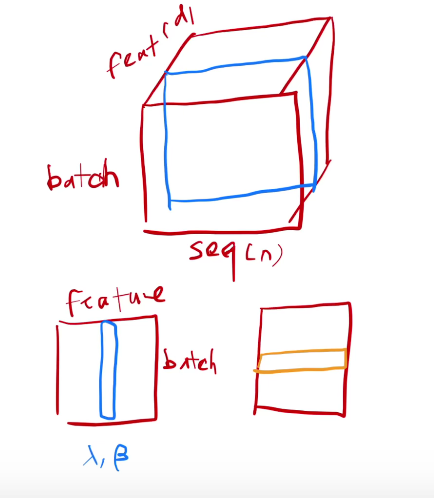 feat(d)
batch
seq(n)
feature
batch
λ, β